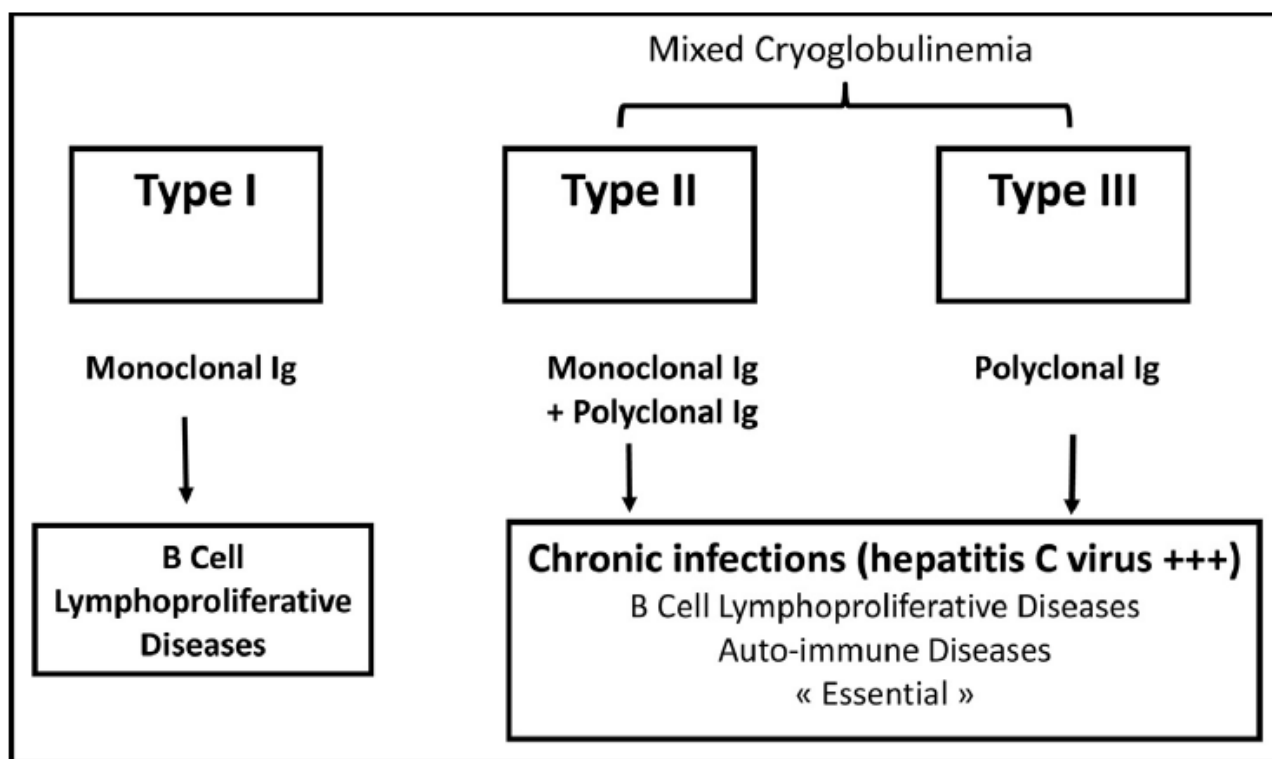 Mixed Cryoglobulinemia
Type I
Type II
Type III
Monoclonal Ig
Monoclonal Ig
+ Polyclonal Ig
Polyclonal Ig
B Cell
Lymphoproliferative
Diseases
Chronic infections (hepatitis C virus +++)
B Cell Lymphoproliferative Diseases
Auto-immune Diseases
« Essential »